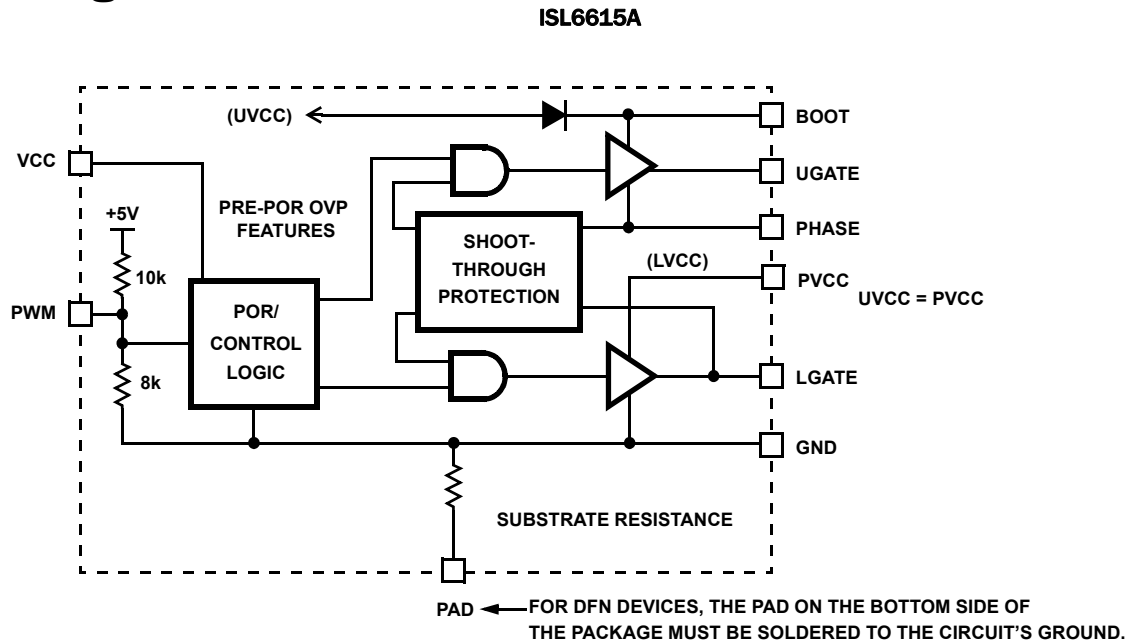 ISL6615A
(UVCC)
BOOT
VCC
UGATE
+5V
PRE-POR OVP
FEATURES
10k
SHOOT-
THROUGH
PROTECTION
PHASE
(LVCC)
PVCC
UVCC = PVCC
PWM
POR/
CONTROL
LOGIC
8k
LGATE
GND
SUBSTRATE RESISTANCE
PAD
FOR DFN DEVICES, THE PAD ON THE BOTTOM SIDE OF
THE PACKAGE MUST BE SOLDERED TO THE CIRCUIT'S GROUND.